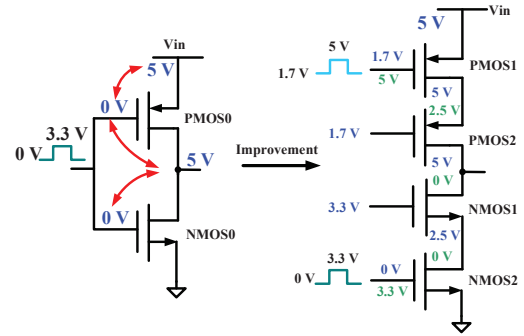 Vin
5 V
0 V
PMOS0
3.3 V
0 V
5 V
0 V
NMOS0
Improvement
Vin
5 V
5 V
1.7 V
1.7 V
5 V
PMOS1
5 V
2.5 V
1.7 V
PMOS2
5 V
0 V
3.3 V
NMOS1
2.5 V
0 V
3.3 V
0 V
0 V
3.3 V
NMOS2